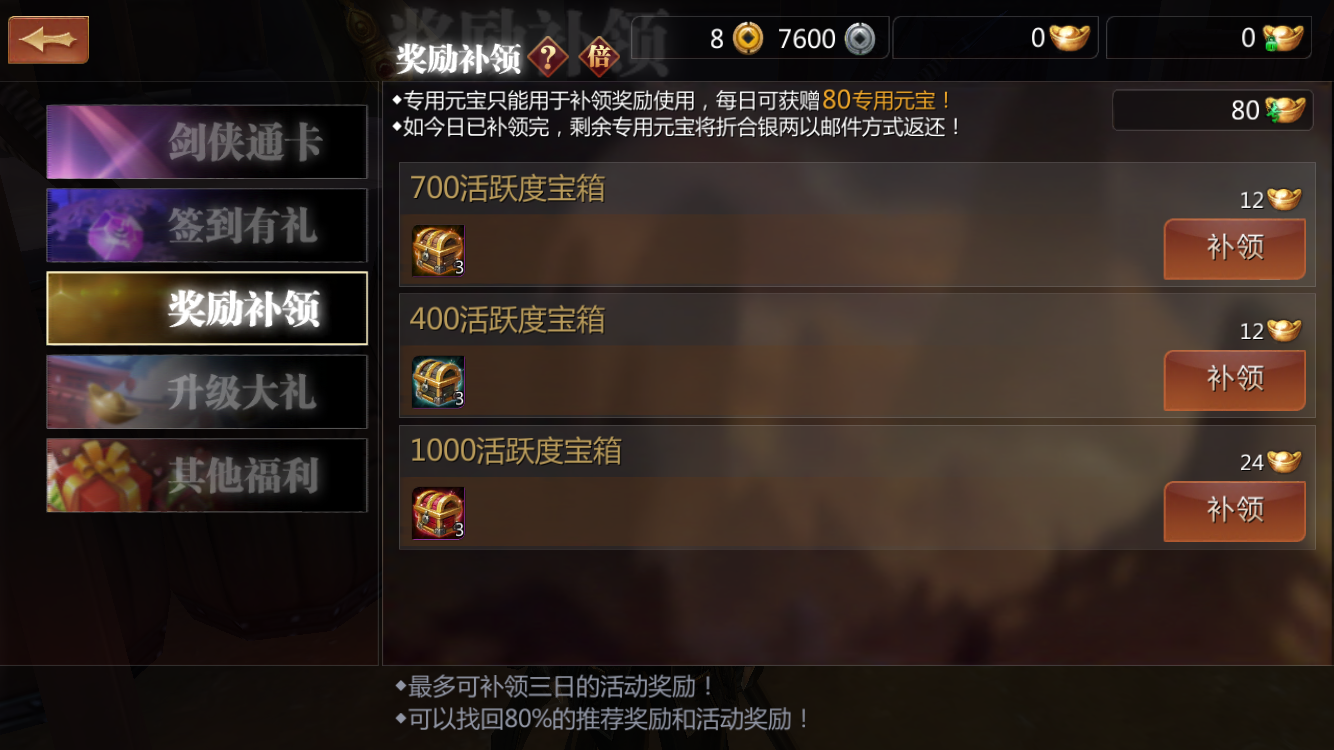 奖励补领
?
倍
8
7600
0
0
◆专用元宝只能用于补领奖励使用，每日可获赠80专用元宝！
◆如今日已补领完，剩余专用元宝将折合银两以邮件方式返还！
80
剑侠通卡
签到有礼
奖励补领
升级大礼
其他福利
700活跃度宝箱
3
12
补领
400活跃度宝箱
3
12
补领
1000活跃度宝箱
3
24
补领
◆最多可补领三日的活动奖励！
◆可以找回80%的推荐奖励和活动奖励！